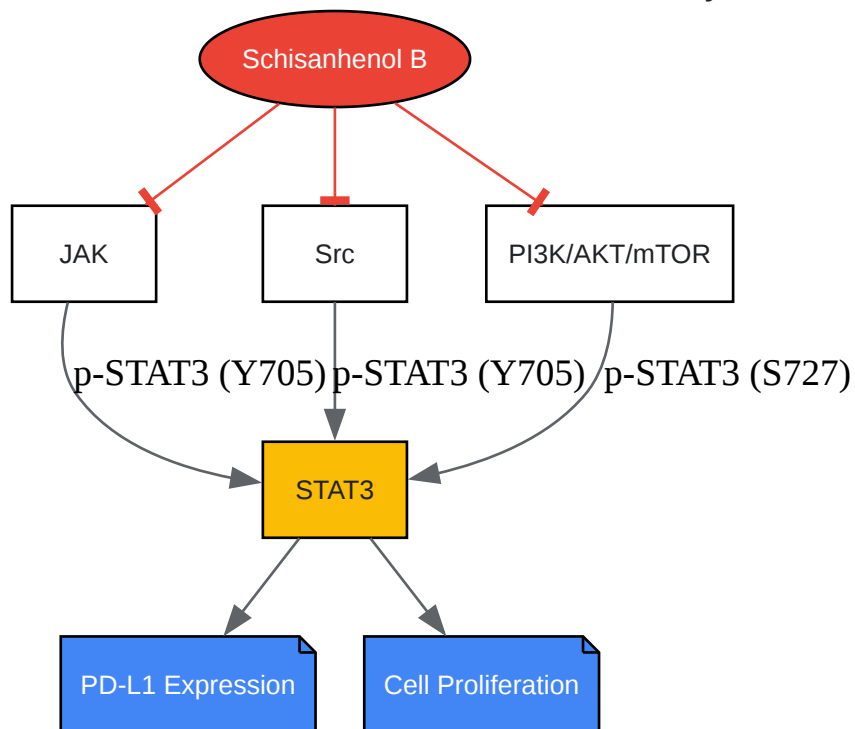 Schisanhenol B
JAK
Src
PI3K/AKT/mTOR
p-STAT3 (Y705)
p-STAT3 (Y705)
p-STAT3 (S727)
STAT3
PD-L1 Expression
Cell Proliferation